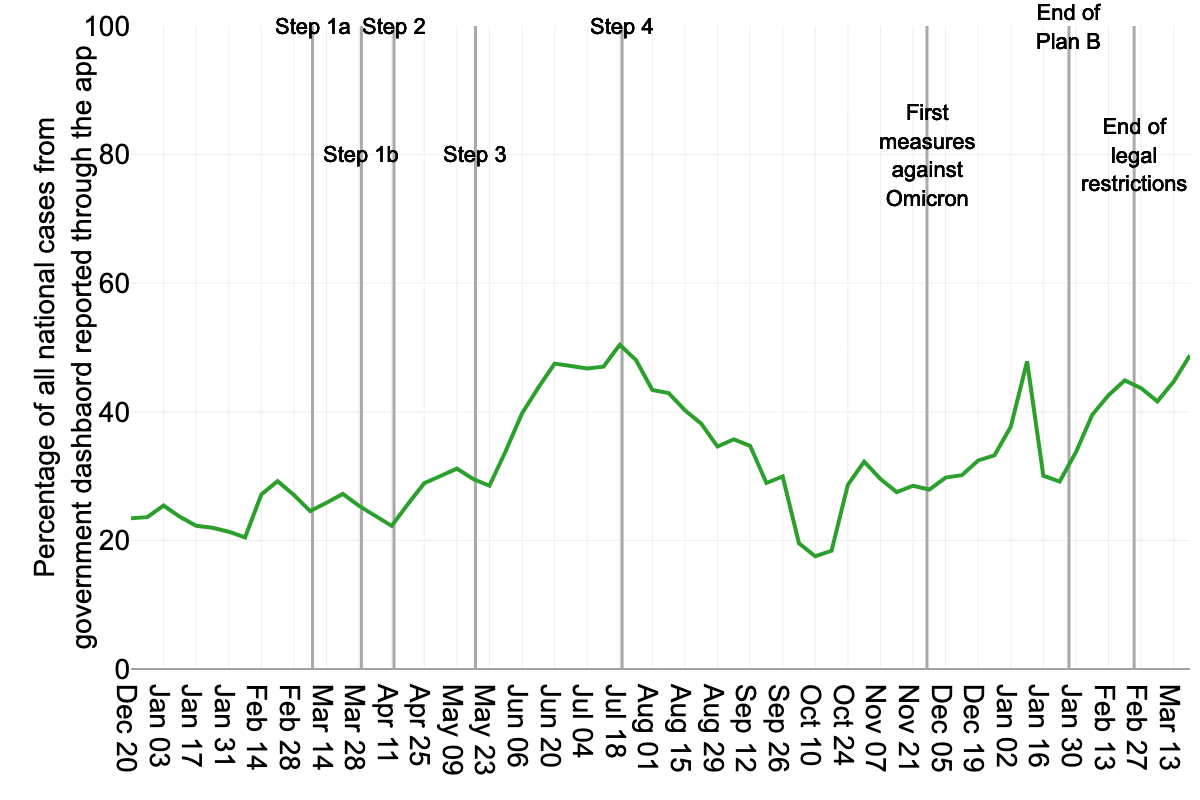 Percentage of all national cases from
government dashbaord reported through the app
100
80
60
40
20
0
Step 1a
Step 2
Step 1b
Step 3
Step 4
First
measures
against
Omicron
End of
Plan B
End of
legal
restrictions
Dec 20
Jan 03
Jan 17
Jan 31
Feb 14
Feb 28
Mar 14
Mar 28
Apr 11
Apr 25
May 09
May 23
Jun 06
Jun 20
Jul 04
Jul 18
Aug 01
Aug 15
Aug 29
Sep 12
Sep 26
Oct 10
Oct 24
Nov 07
Nov 21
Dec 05
Dec 19
Jan 02
Jan 16
Jan 30
Feb 13
Feb 27
Mar 13